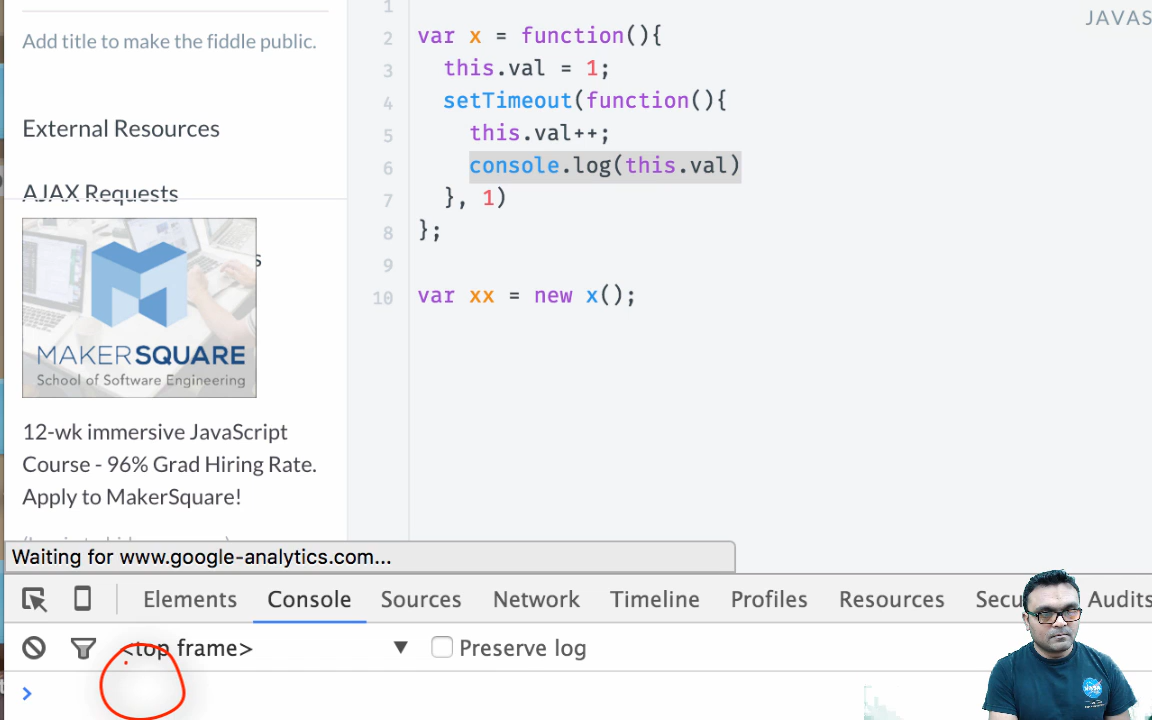 JAVAS
Add title to make the fiddle public.
External Resources
AJAX Requests
MAKERSQUARE
School of Software Engineering
12-wk immersive JavaScript
Course - 96% Grad Hiring Rate.
Apply to MakerSquare!
1
2 var x = function(){
3 this.val = 1;
4 setTimeout(function(){
5 this.val++;
6 console.log(this.val)
7 }, 1)
8 };
9
10 var xx = new x();
Waiting for www.google-analytics.com...
Elements Console Sources Network Timeline Profiles Resources Secu Audits
<top frame> ▼ Preserve log
>
NASA